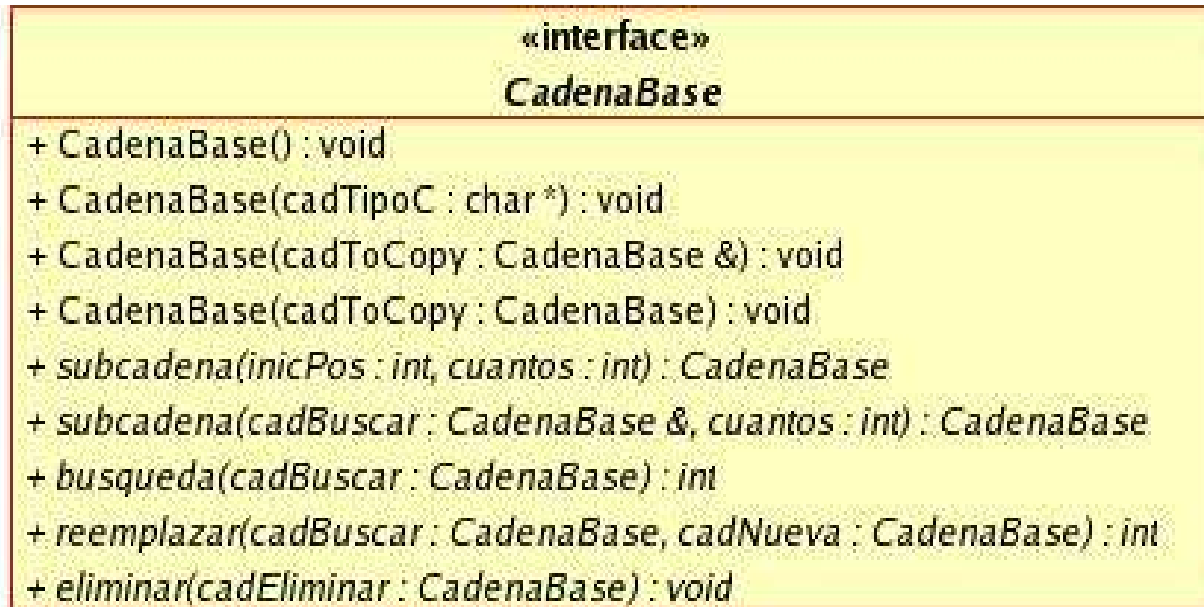 «interface»
CadenaBase
+ CadenaBase() : void
+ CadenaBase(cadTipoC : char *) : void
+ CadenaBase(cadToCopy : CadenaBase &) : void
+ CadenaBase(cadToCopy : CadenaBase) : void
+ subcadena(inicPos : int, cuantos : int) : CadenaBase
+ subcadena(cadBuscar : CadenaBase &, cuantos : int) : CadenaBase
+ busqueda(cadBuscar : CadenaBase) : int
+ reemplazar(cadBuscar : CadenaBase, cadNueva : CadenaBase) : int
+ eliminar(cadEliminar : CadenaBase) : void